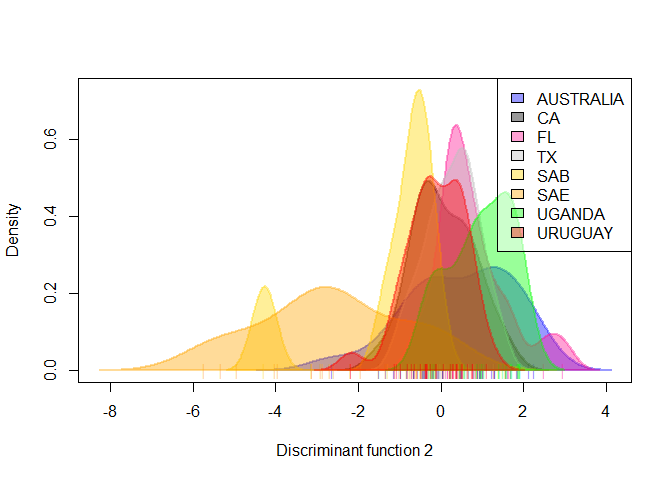 AUSTRALIA
CA
FL
TX
SAB
SAE
UGANDA
URUGUAY
Density
0.6
0.4
0.2
0.0
-8 -6 -4 -2 0 2 4
Discriminant function 2